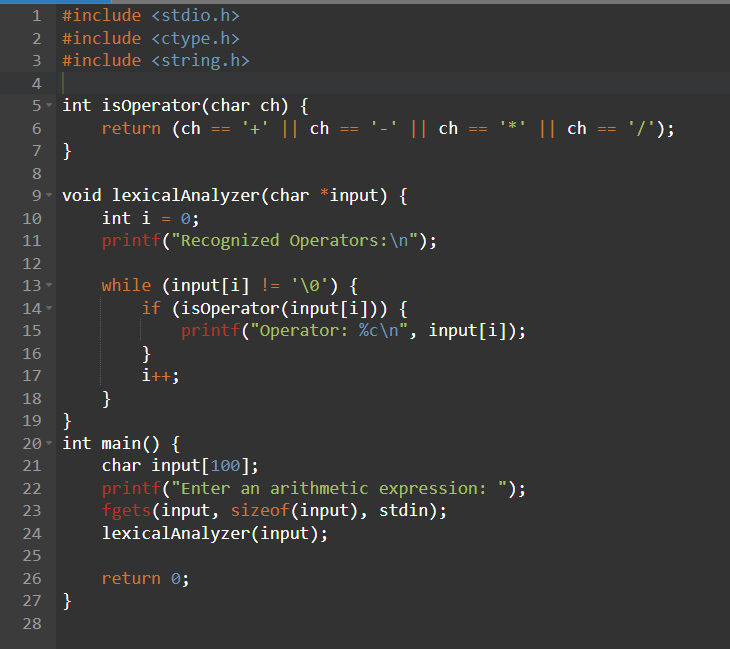 1 #include <stdio.h>
2 #include <ctype.h>
3 #include <string.h>
4
5 int isOperator(char ch) {
6     return (ch == '+' || ch == '-' || ch == '*' || ch == '/');
7 }
8
9 void lexicalAnalyzer(char *input) {
10     int i = 0;
11     printf("Recognized Operators:\n");
12
13     while (input[i] != '\0') {
14         if (isOperator(input[i])) {
15             printf("Operator: %c\n", input[i]);
16         }
17         i++;
18     }
19 }
20 int main() {
21     char input[100];
22     printf("Enter an arithmetic expression: ");
23     fgets(input, sizeof(input), stdin);
24     lexicalAnalyzer(input);
25
26     return 0;
27 }
28